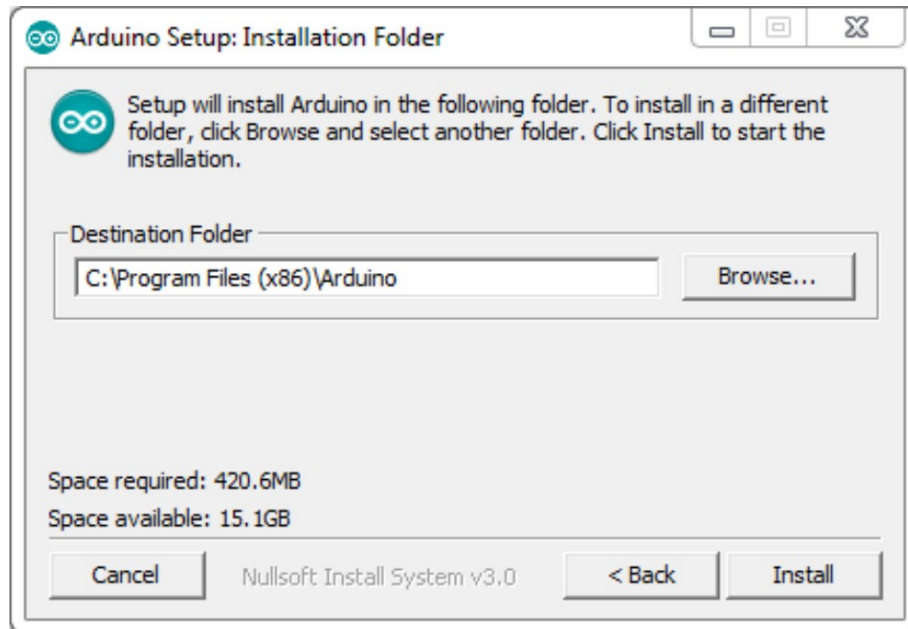 Arduino Setup: Installation Folder
Setup will install Arduino in the following folder. To install in a different
folder, click Browse and select another folder. Click Install to start the
installation.
Destination Folder
C:\Program Files (x86)\Arduino
Browse...
Space required: 420.6MB
Space available: 15.1GB
Cancel
Nullsoft Install System v3.0
< Back
Install